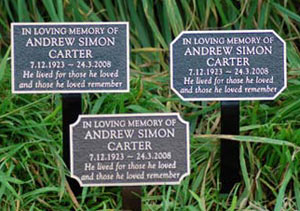 IN LOVING MEMORY OF
ANDREW SIMON
CARTER
7.12.1923 ~ 24.3.2008
He lived for those he loved
and those he loved remember
IN LOVING MEMORY OF
ANDREW SIMON
CARTER
7.12.1923 ~ 24.3.2008
He lived for those he loved
and those he loved remember
IN LOVING MEMORY OF
ANDREW SIMON
CARTER
7.12.1923 ~ 24.3.2008
He lived for those he loved
and those he loved remember